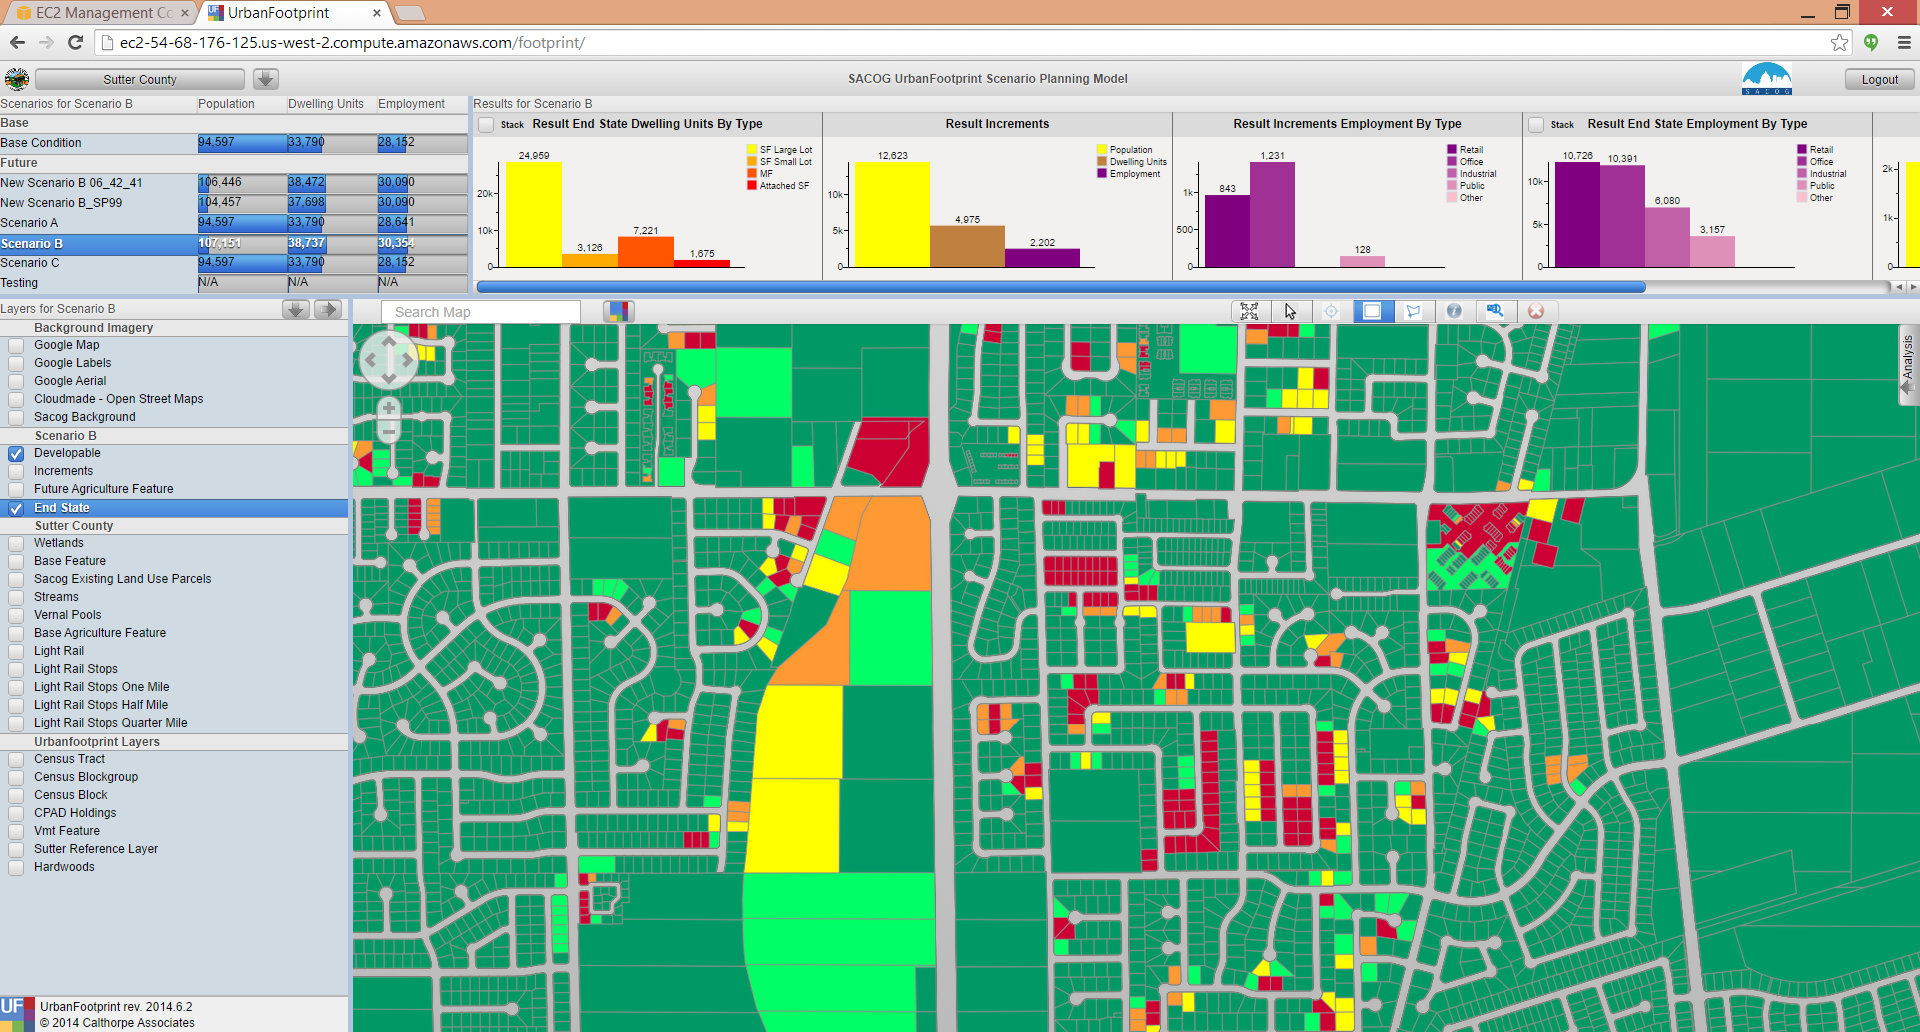 EC2 Management Co
UrbanFootprint
ec2-54-68-176-125.us-west-2.compute.amazonaws.com/footprint/
Sutter County
SACOG UrbanFootprint Scenario Planning Model
SACOG
Logout
Scenarios for Scenario B Population Dwelling Units Employment
Base
Base Condition 94,597 33,790 28,152
Future
New Scenario B 06_42_41 106,446 38,472 30,090
New Scenario B_SP99 104,457 37,698 30,090
Scenario A 94,597 33,790 28,641
Scenario B 107,151 38,737 30,354
Scenario C 94,597 33,790 28,152
Testing N/A N/A N/A
Results for Scenario B
Stack Result End State Dwelling Units By Type
24,959
3,126
7,221
1,675
20k
10k
0
SF Large Lot
SF Small Lot
MF
Attached SF
Result Increments
12,623
4,975
2,202
10k
5k
0
Population
Dwelling Units
Employment
Result Increments Employment By Type
843
1,231
128
1k
500
0
Retail
Office
Industrial
Public
Other
Stack Result End State Employment By Type
10,726
10,391
6,080
3,157
10k
5k
0
Retail
Office
Industrial
Public
Other
2k
1k
0
Layers for Scenario B
Search Map
Analysis
Background Imagery
Google Map
Google Labels
Google Aerial
Cloudmade - Open Street Maps
Sacog Background
Scenario B
Developable
Increments
Future Agriculture Feature
End State
Sutter County
Wetlands
Base Feature
Sacog Existing Land Use Parcels
Streams
Vernal Pools
Base Agriculture Feature
Light Rail
Light Rail Stops
Light Rail Stops One Mile
Light Rail Stops Half Mile
Light Rail Stops Quarter Mile
Urbanfootprint Layers
Census Tract
Census Blockgroup
Census Block
CPAD Holdings
Vmt Feature
Sutter Reference Layer
Hardwoods
UF
UrbanFootprint rev. 2014.6.2
© 2014 Calthorpe Associates